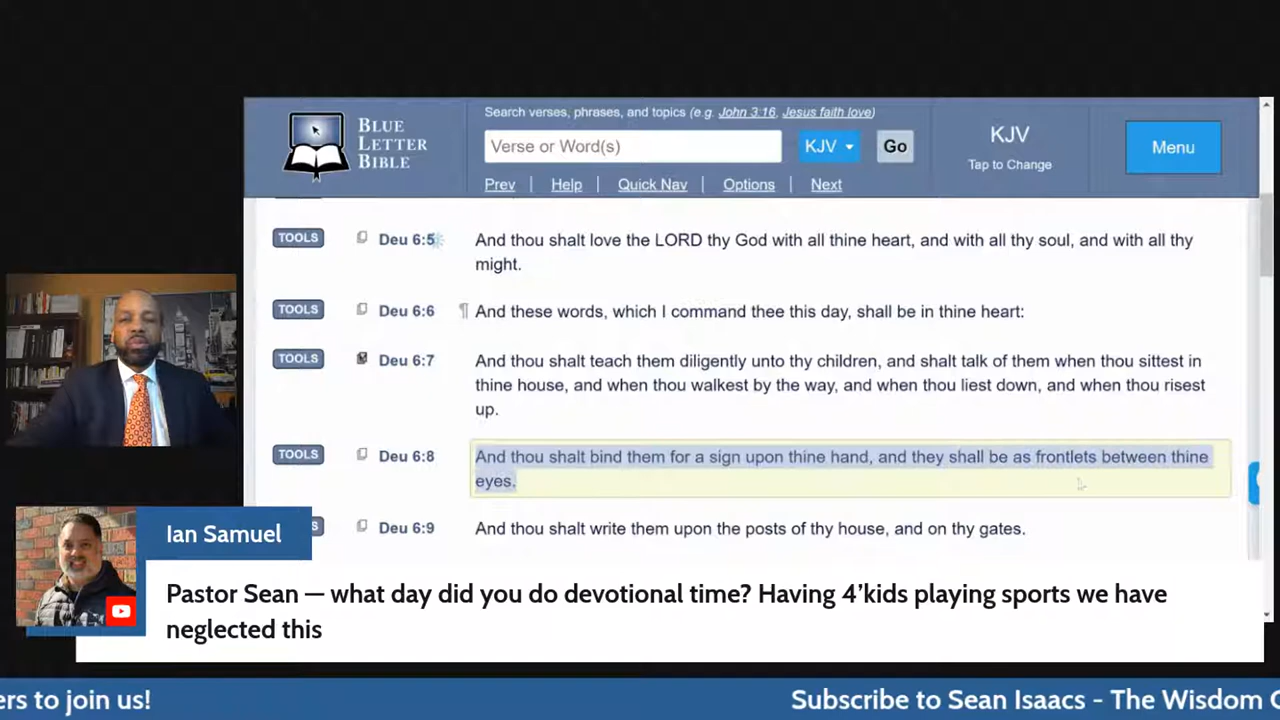 Search verses, phrases, and topics (e.g. John 3:16, Jesus faith love)
BLUE
LETTER
BIBLE
Verse or Word(s)
KJV
Go
KJV
Tap to Change
Menu
Prev | Help | Quick Nav | Options | Next
TOOLS Deu 6:5 And thou shalt love the LORD thy God with all thine heart, and with all thy soul, and with all thy
might.
TOOLS Deu 6:6 ¶ And these words, which I command thee this day, shall be in thine heart:
TOOLS Deu 6:7 And thou shalt teach them diligently unto thy children, and shalt talk of them when thou sittest in
thine house, and when thou walkest by the way, and when thou liest down, and when thou risest
up.
TOOLS Deu 6:8 And thou shalt bind them for a sign upon thine hand, and they shall be as frontlets between thine
eyes.
S Deu 6:9 And thou shalt write them upon the posts of thy house, and on thy gates.
Ian Samuel
Pastor Sean — what day did you do devotional time? Having 4’kids playing sports we have
neglected this
ers to join us!
Subscribe to Sean Isaacs - The Wisdom